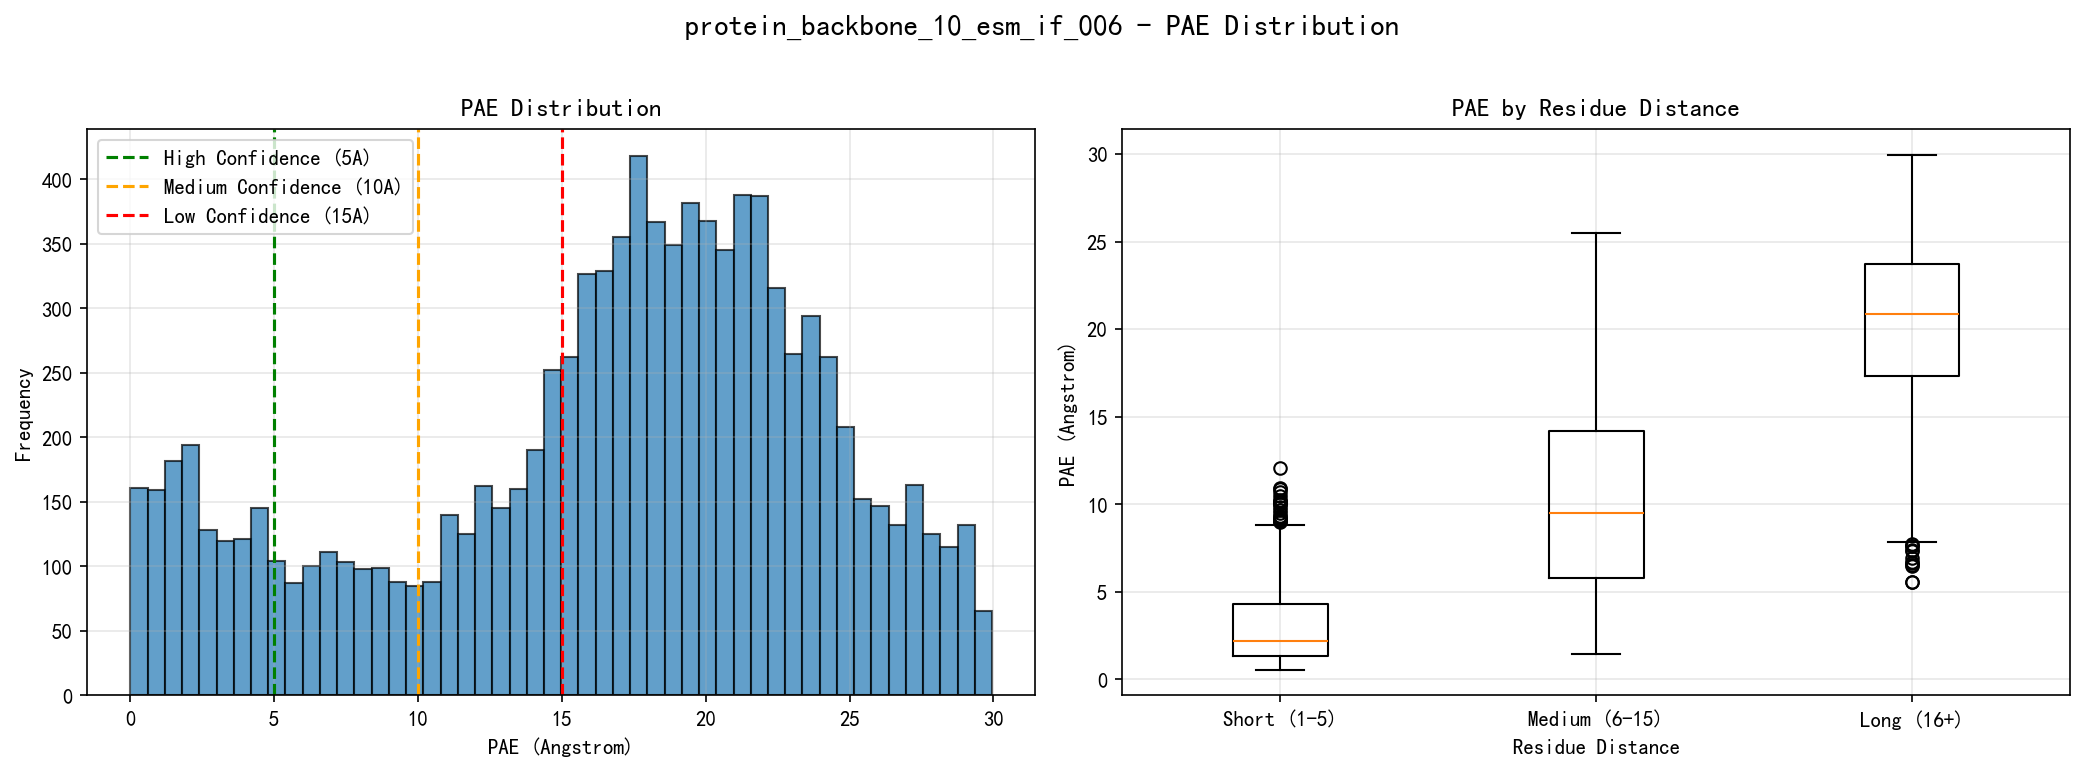 protein_backbone_10_esm_if_006 - PAE Distribution
PAE Distribution
High Confidence (5A)
Medium Confidence (10A)
Low Confidence (15A)
Frequency
400
350
300
250
200
150
100
50
0
0 5 10 15 20 25 30
PAE (Angstrom)
PAE by Residue Distance
PAE (Angstrom)
30
25
20
15
10
5
0
Short (1-5) Medium (6-15) Long (16+)
Residue Distance